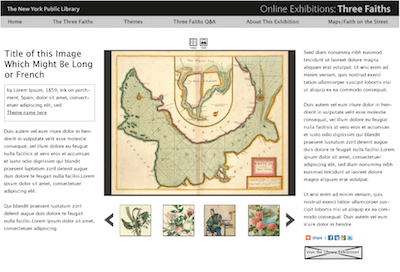 The New York Public Library
Online Exhibitions: Three Faiths
Home
The Three Faiths
Themes
Three Faiths Q&A
About This Exhibition
Maps/Faith on the Street
Title of this Image
Which Might Be Long
or French
by Lorem Ipsum, 1859, ink on parch-
ment, Spain, dolor sit amet, consect-
etuer adipiscing elit, sed
Theme name here
Duis autem vel eum iriure dolor in hen-
drerit in vulputate velit esse molestie
consequat, vel illum dolore eu feugiat
nulla facilisis at vero eros et accumsan
et iusto odio dignissim qui blandit
praesent luptatum zzril delenit augue
duis dolore te feugait nulla facilisi.Lorem
ipsum dolor sit amet, consectetuer
adipiscing elit.
Qui blandit praesent luptatum zzril
delenit augue duis dolore te feugait
nulla facilisi.Lorem ipsum dolor sit amet,
consectetuer
Sed diam nonummy nibh euismod
tincidunt ut laoreet dolore magna
aliquam erat volutpat. Ut wisi enim ad
minim veniam, quis nostrud exerci
tation ullamcorper suscipit lobortis nisl
ut aliquip ex ea commodo consequat.
Duis autem vel eum iriure dolor in hen-
drerit in vulputate velit esse molestie
consequat, vel illum dolore eu feugiat
nulla facilisis at vero eros et accumsan
et iusto odio dignissim qui blandit
praesent luptatum zzril delenit augue
duis dolore te feugait nulla facilisi.
Lorem ipsum dolor sit amet, consect-
etuer adipiscing elit, sed diam nonummy
nibh euismod tincidunt ut laoreet dolore
magna aliquam erat volutpat.
Ut wisi enim ad minim veniam, quis
nostrud exerci tation ullamcorper
suscipit lobortis nisl ut aliquip ex ea
commodo consequat. Duis autem vel
eum iriure dolor in hendrerit
Share
Visit the Library Exhibition!